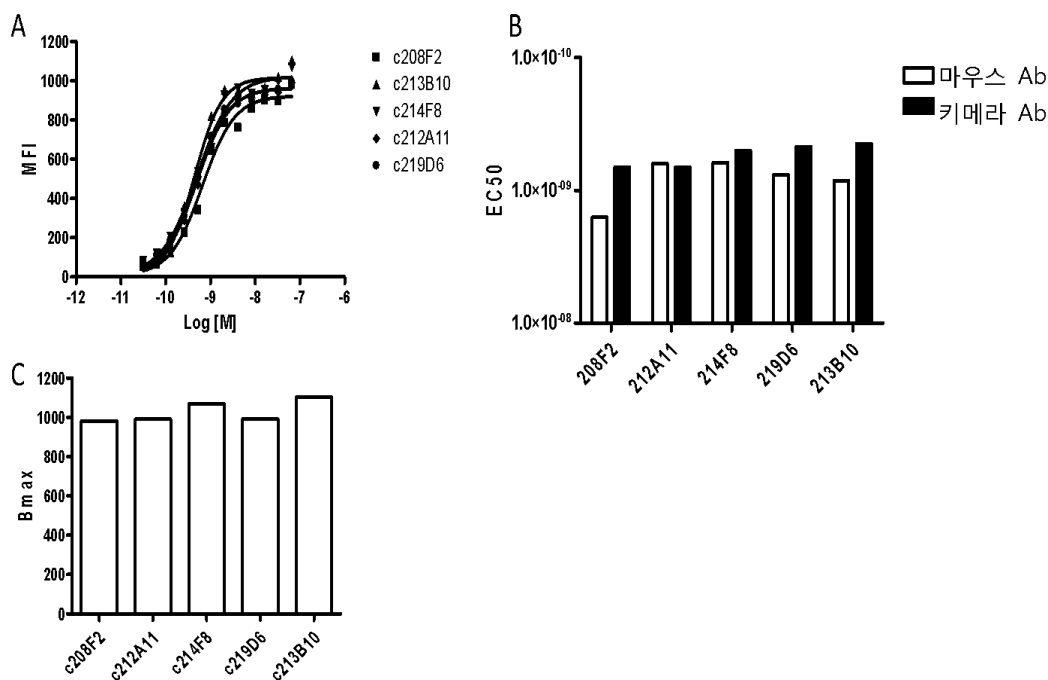 A
1200
1000
800
600
400
200
0
MFI
-12 -11 -10 -9 -8 -7 -6
Log [M]
c208F2
c213B10
c214F8
c212A11
c219D6
B
1.0×10⁻¹⁰
1.0×10⁻⁰⁹
1.0×10⁻⁰⁸
EC50
208F2 212A11 214F8 219D6 213B10
마우스 Ab
키메라 Ab
C
1200
1000
800
600
400
200
0
Bmax
c208F2 c212A11 c214F8 c219D6 c213B10